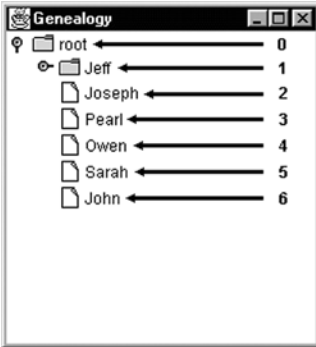 Genealogy
root 0
Jeff 1
Joseph 2
Pearl 3
Owen 4
Sarah 5
John 6